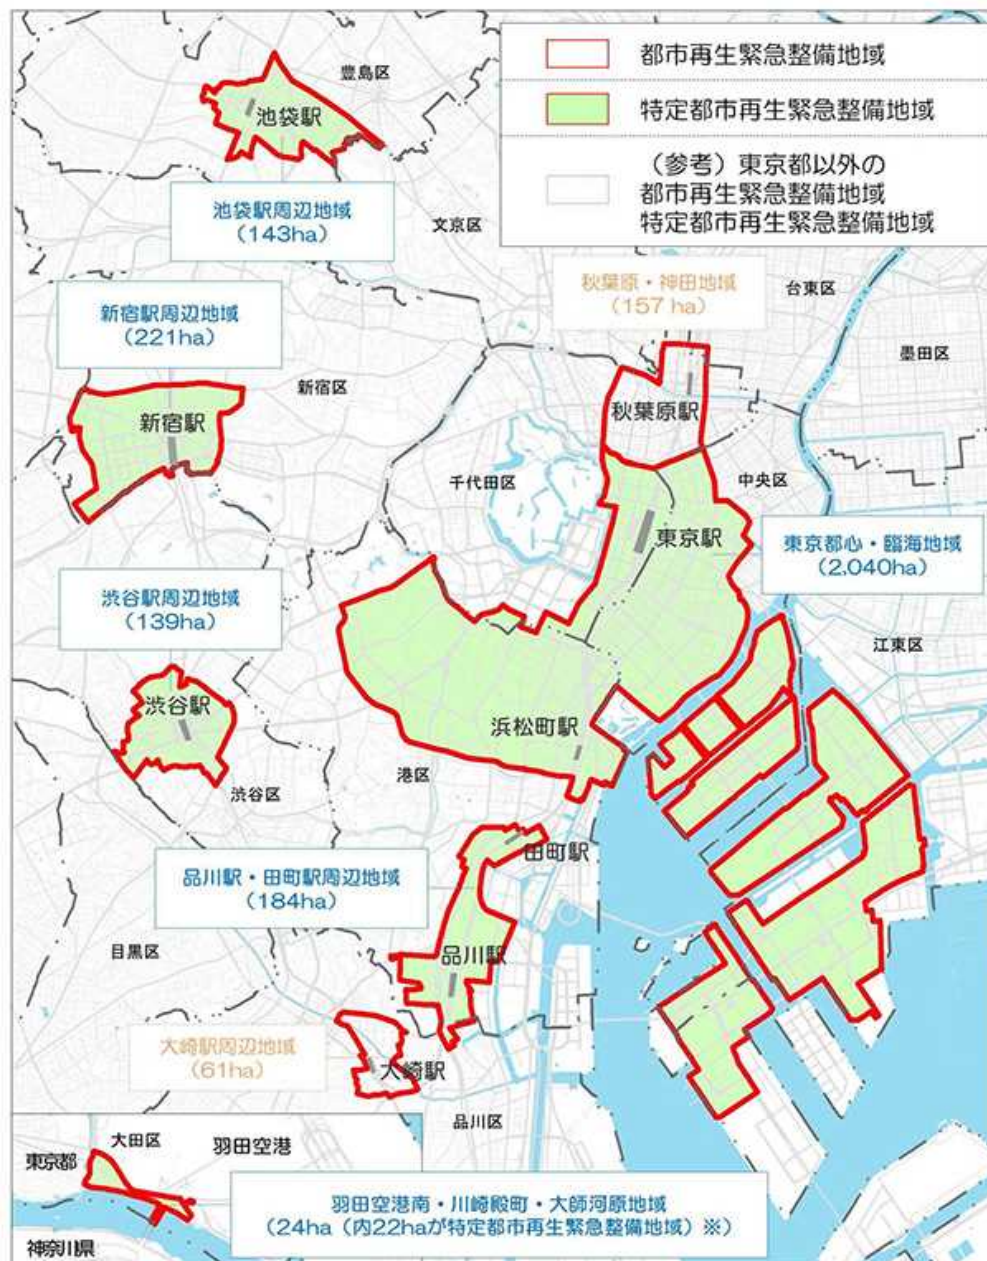 都市再生緊急整備地域
特定都市再生緊急整備地域
（参考）東京都以外の
都市再生緊急整備地域
特定都市再生緊急整備地域
豊島区
池袋駅
池袋駅周辺地域
（143ha）
文京区
秋葉原・神田地域
（157 ha）
台東区
新宿駅周辺地域
（221ha）
墨田区
新宿区
新宿駅
秋葉原駅
千代田区
中央区
東京駅
東京都心・臨海地域
（2,040ha）
渋谷駅周辺地域
（139ha）
江東区
渋谷駅
浜松町駅
港区
渋谷区
田町駅
品川駅・田町駅周辺地域
（184ha）
目黒区
品川駅
大崎駅周辺地域
（61ha）
大崎駅
品川区
大田区
羽田空港
東京都
羽田空港南・川崎殿町・大師河原地域
（24ha（内22haが特定都市再生緊急整備地域）※）
神奈川県